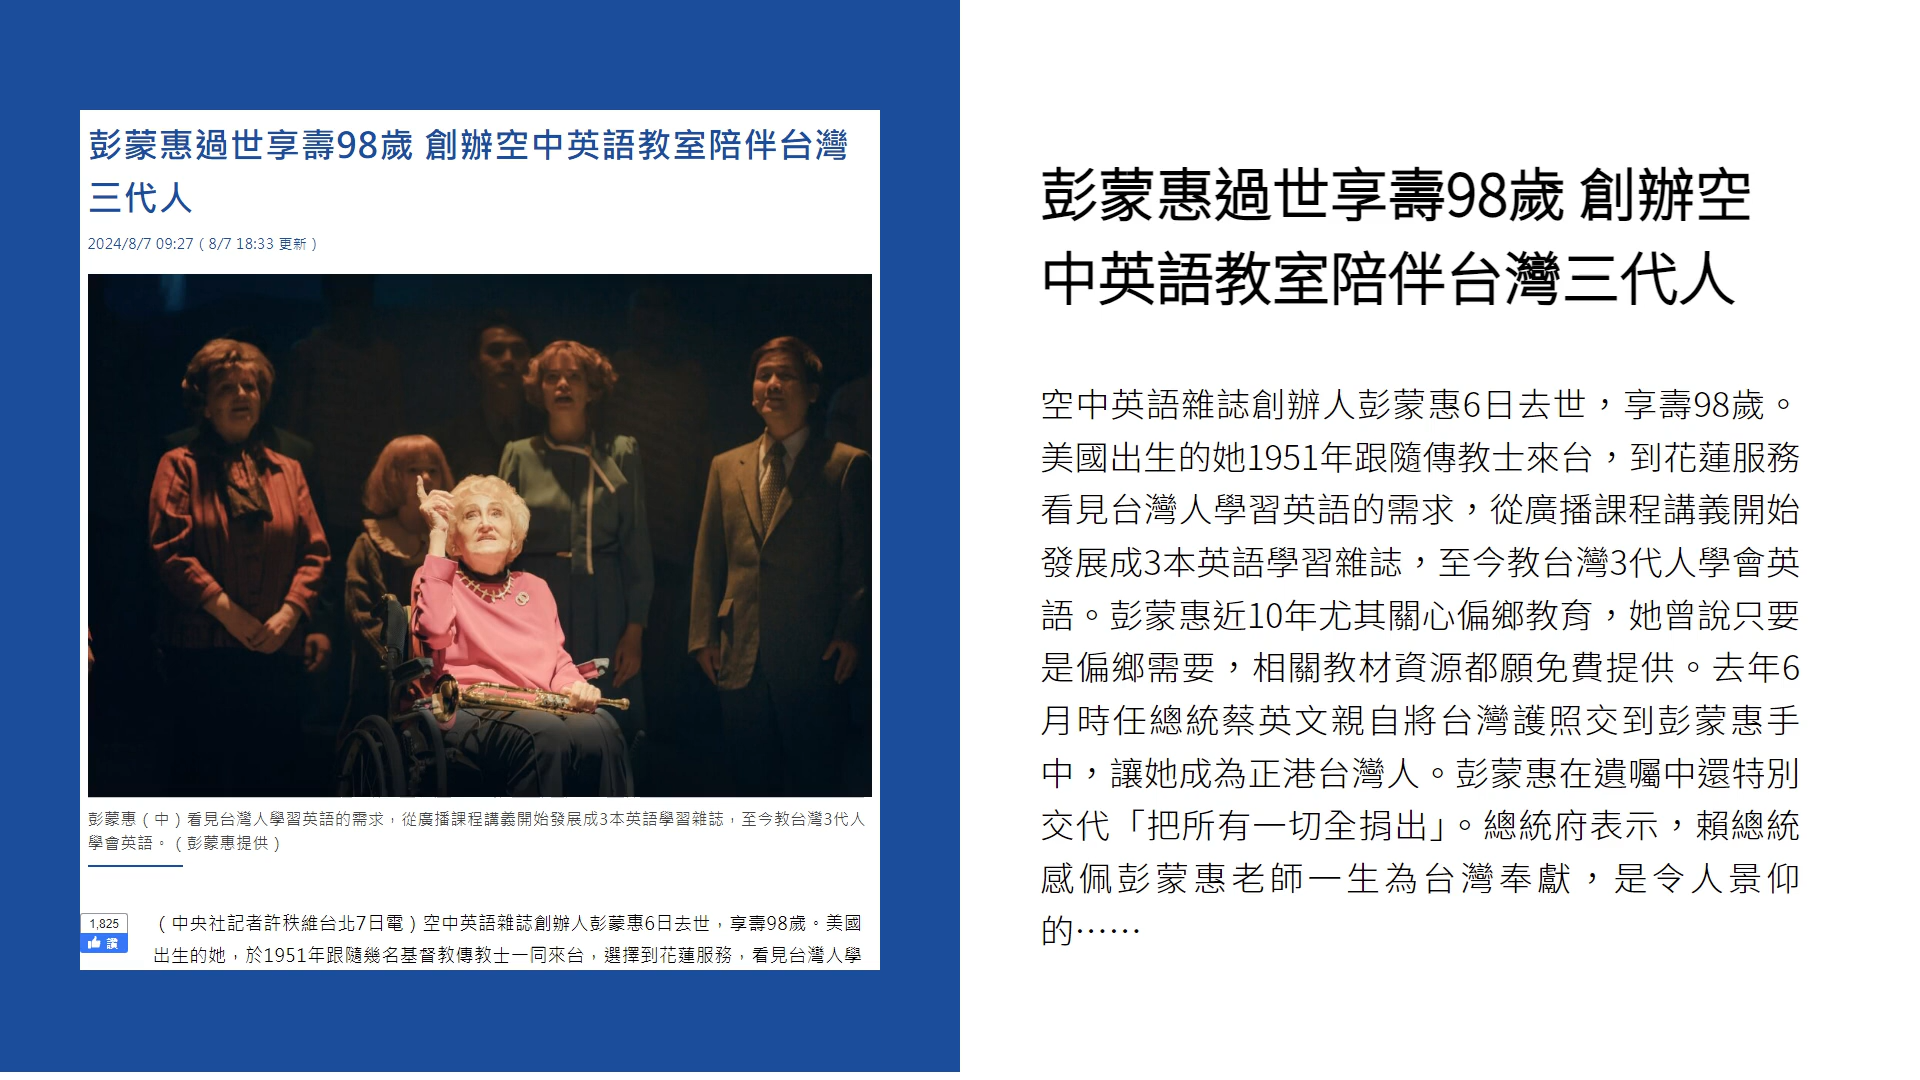 彭蒙惠過世享壽98歲 創辦空中英語教室陪伴台灣
三代人
2024/8/7 09:27（8/7 18:33 更新）
彭蒙惠（中）看見台灣人學習英語的需求，從廣播課程講義開始發展成3本英語學習雜誌，至今教台灣3代人
學會英語。（彭蒙惠提供）
1,825
讚
（中央社記者許秩維台北7日電）空中英語雜誌創辦人彭蒙惠6日去世，享壽98歲。美國
出生的她，於1951年跟隨幾名基督教傳教士一同來台，選擇到花蓮服務，看見台灣人學
彭蒙惠過世享壽98歲 創辦空
中英語教室陪伴台灣三代人
空中英語雜誌創辦人彭蒙惠6日去世，享壽98歲。
美國出生的她1951年跟隨傳教士來台，到花蓮服務
看見台灣人學習英語的需求，從廣播課程講義開始
發展成3本英語學習雜誌，至今教台灣3代人學會英
語。彭蒙惠近10年尤其關心偏鄉教育，她曾說只要
是偏鄉需要，相關教材資源都願免費提供。去年6
月時任總統蔡英文親自將台灣護照交到彭蒙惠手
中，讓她成為正港台灣人。彭蒙惠在遺囑中還特別
交代「把所有一切全捐出」。總統府表示，賴總統
感佩彭蒙惠老師一生為台灣奉獻，是令人景仰
的⋯⋯